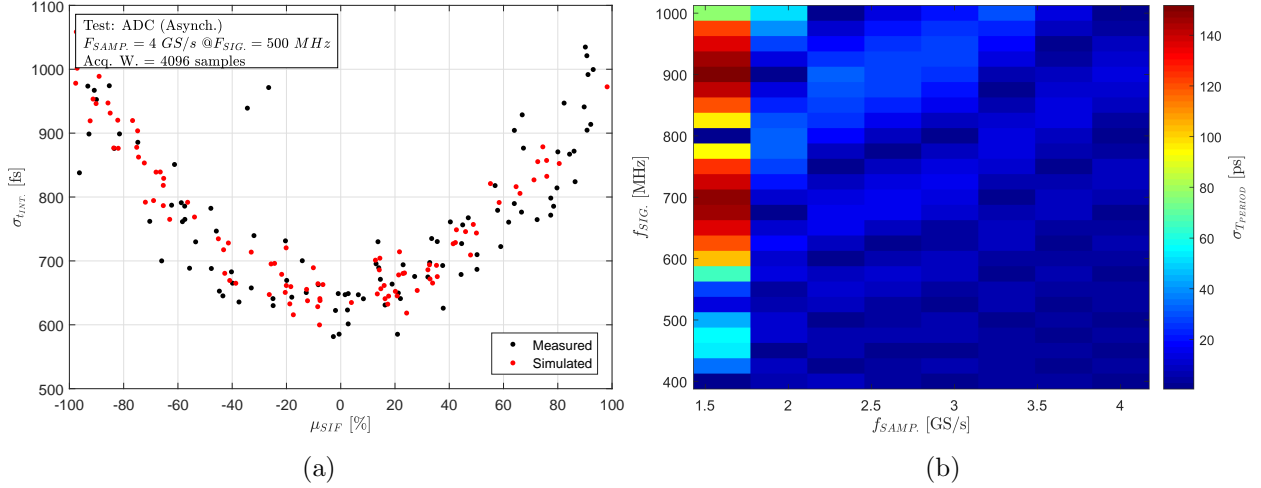 Test: ADC (Asynch.)
F_SAMP. = 4 GS/s @F_SIG. = 500 MHz
Acq. W. = 4096 samples
1100
1000
900
800
700
600
500
σ_t_INT. [fs]
-100 -80 -60 -40 -20 0 20 40 60 80 100
μ_SIF [%]
Measured
Simulated
(a)
1000
900
800
700
600
500
400
f_SIG. [MHz]
1.5 2 2.5 3 3.5 4
f_SAMP. [GS/s]
140
120
100
80
60
40
20
σ_T_PERIOD [ps]
(b)